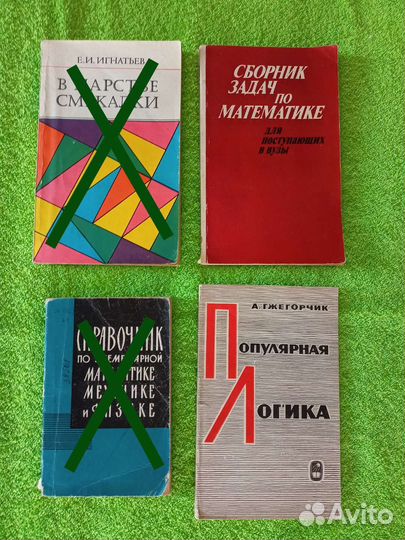 Е.И. ИГНАТЬЕВ
В ЦАРСТВЕ
СМЕКАЛКИ
СБОРНИК
ЗАДАЧ ПО
МАТЕМАТИКЕ
для
поступающих
в вузы
СПРАВОЧНИК
ПО ЭЛЕМЕНТАРНОЙ
МАТЕМАТИКЕ
МЕХАНИКЕ
И ФИЗИКЕ
А. ГЖЕГОРЧИК
ПОПУЛЯРНАЯ
ЛОГИКА
Avito